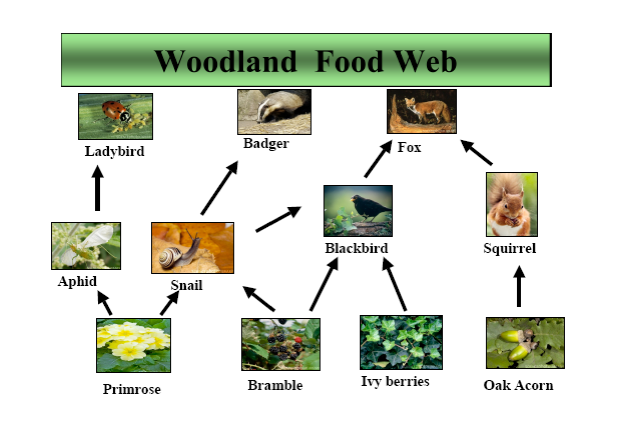 Woodland Food Web
Ladybird
Badger
Fox
Aphid
Snail
Blackbird
Squirrel
Primrose
Bramble
Ivy berries
Oak Acorn